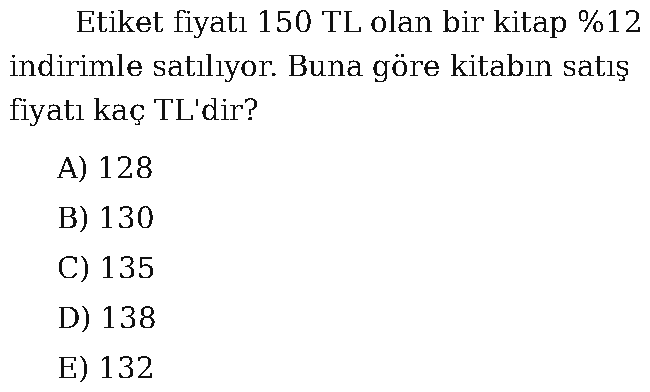 Etiket fiyatı 150 TL olan bir kitap %12
indirimle satılıyor. Buna göre kitabın satış
fiyatı kaç TL'dir?
A) 128
B) 130
C) 135
D) 138
E) 132